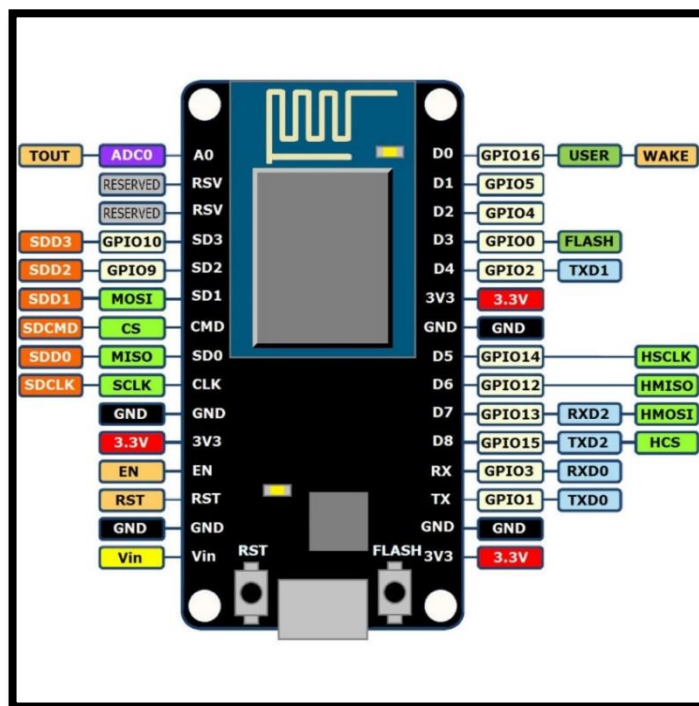 TOUT ADC0 A0 D0 GPIO16 USER WAKE
RESERVED RSV D1 GPIO5
RESERVED RSV D2 GPIO4
SDD3 GPIO10 SD3 D3 GPIO0 FLASH
SDD2 GPIO9 SD2 D4 GPIO2 TXD1
SDD1 MOSI SD1 3V3 3.3V
SDCMD CS CMD GND GND
SDD0 MISO SD0 D5 GPIO14 HSCLK
SDCLK SCLK CLK D6 GPIO12 HMISO
GND GND D7 GPIO13 RXD2 HMOSI
3.3V 3V3 D8 GPIO15 TXD2 HCS
EN EN RX GPIO3 RXD0
RST RST TX GPIO1 TXD0
GND GND GND GND
Vin Vin RST FLASH 3V3 3.3V